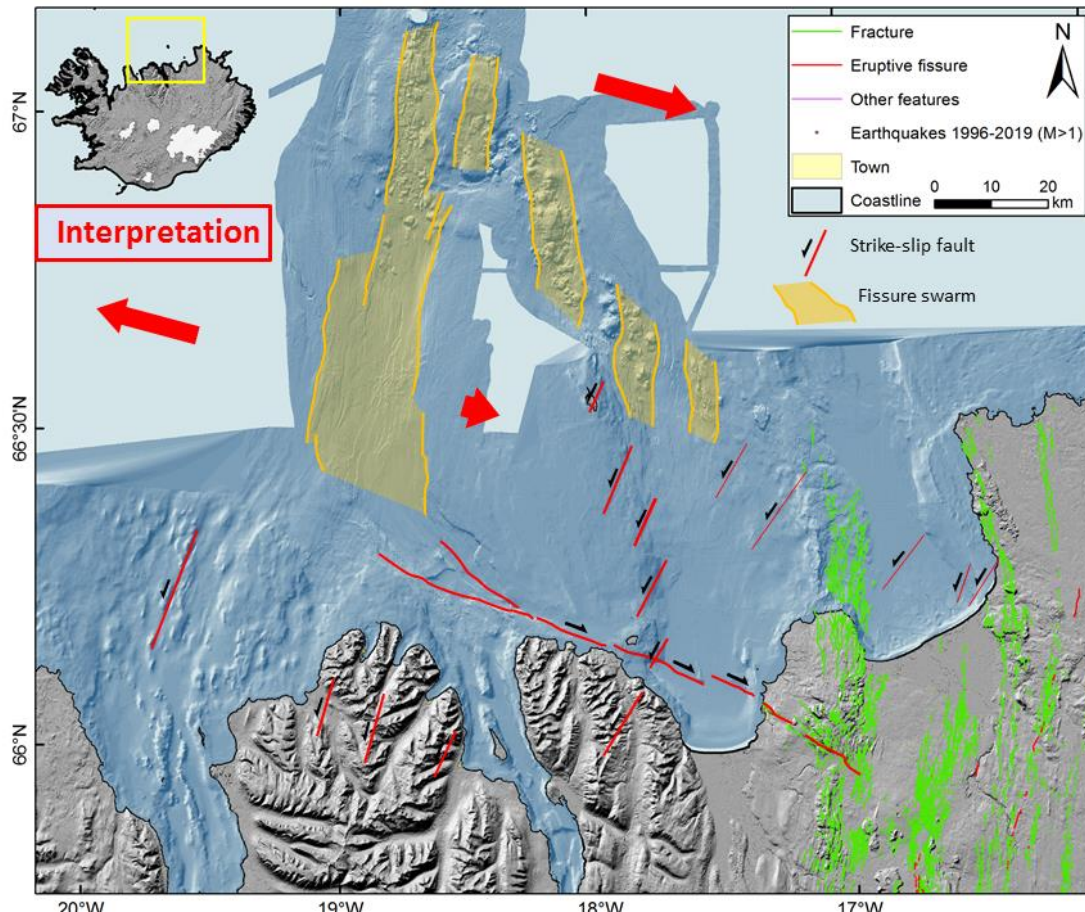 Fracture
N
Eruptive fissure
Other features
Earthquakes 1996-2019 (M>1)
Town
0 10 20
Coastline
km
Strike-slip fault
Fissure swarm
67°N
Interpretation
66°30'N
66°N
20°W
19°W
18°W
17°W